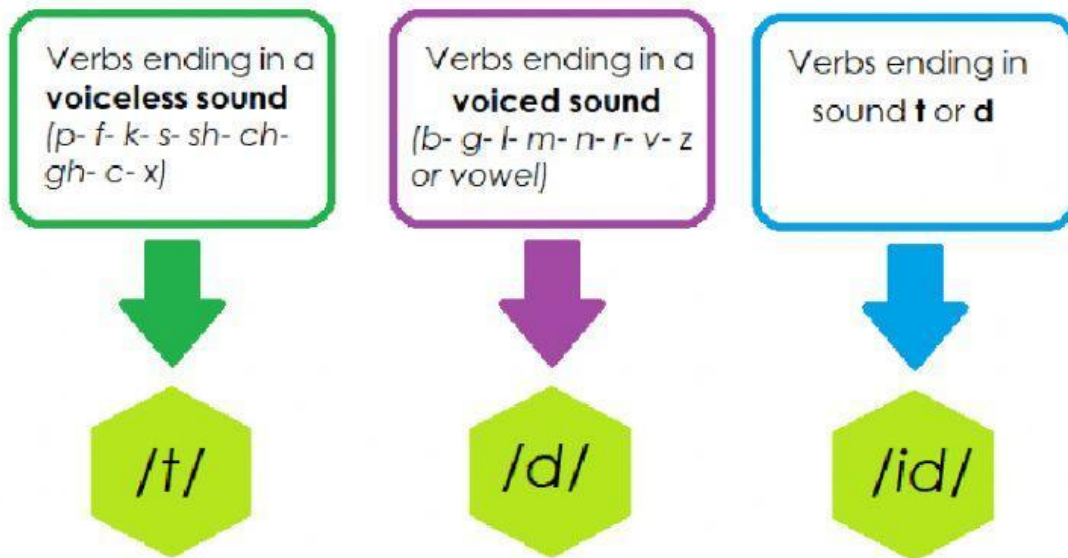 Verbs ending in a
voiceless sound
(p- f- k- s- sh- ch-
gh- c- x)
Verbs ending in a
voiced sound
(b- g- l- m- n- r- v- z
or vowel)
Verbs ending in
sound t or d
/t/
/d/
/id/